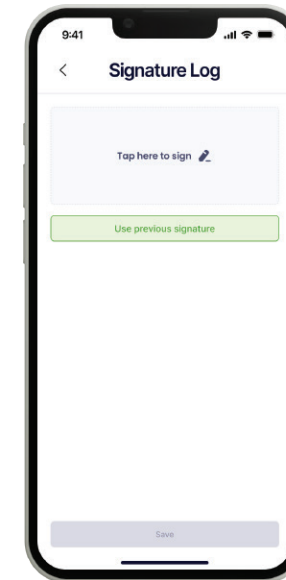 9:41
Signature Log
Tap here to sign
Use previous signature
Save